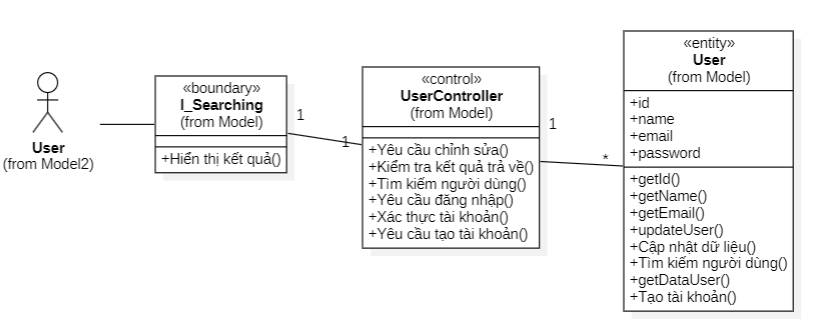 User
(from Model2)
«boundary»
I_Searching
(from Model)
+Hiển thị kết quả()
1
1
«control»
UserController
(from Model)
+Yêu cầu chỉnh sửa()
+Kiểm tra kết quả trả về()
+Tìm kiếm người dùng()
+Yêu cầu đăng nhập()
+Xác thực tài khoản()
+Yêu cầu tạo tài khoản()
1
*
«entity»
User
(from Model)
+id
+name
+email
+password
+getId()
+getName()
+getEmail()
+updateUser()
+Cập nhật dữ liệu()
+Tìm kiếm người dùng()
+getDataUser()
+Tạo tài khoản()